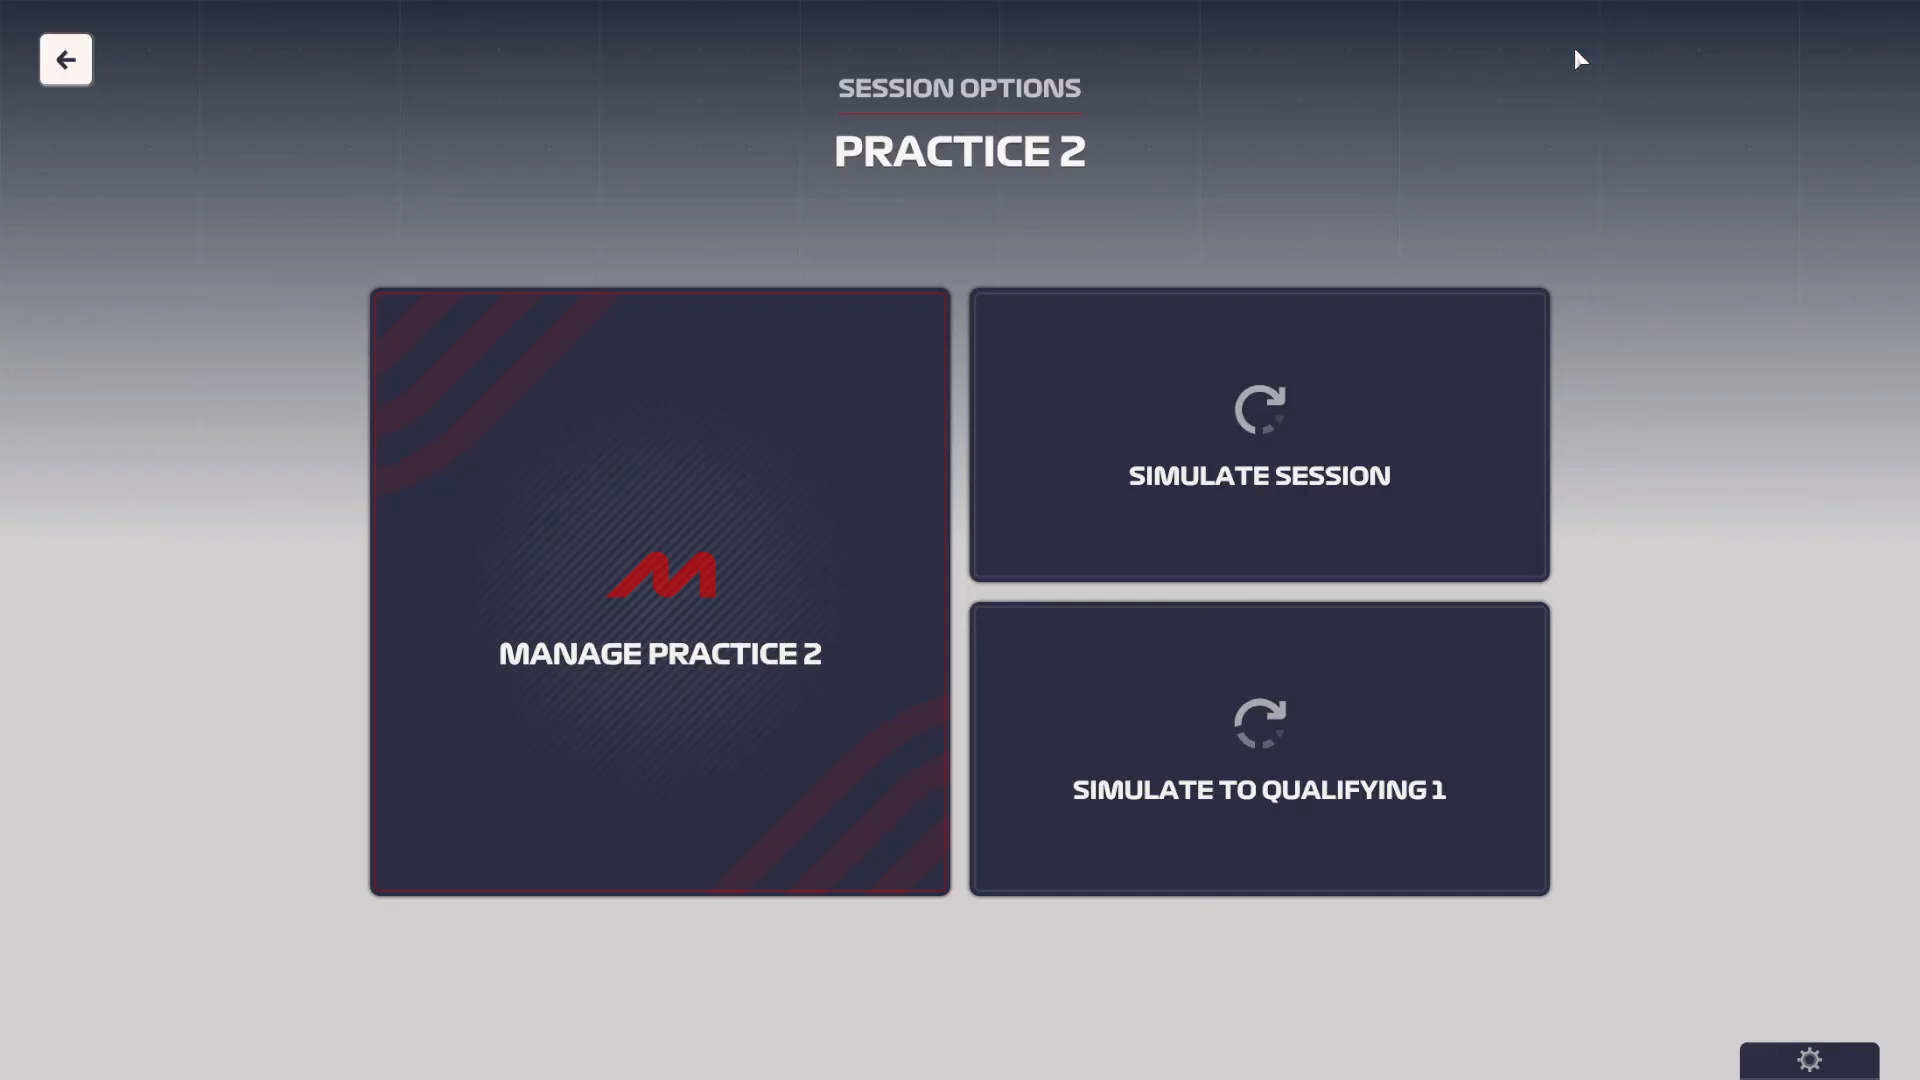 SESSION OPTIONS
PRACTICE 2
MANAGE PRACTICE 2
SIMULATE SESSION
SIMULATE TO QUALIFYING 1